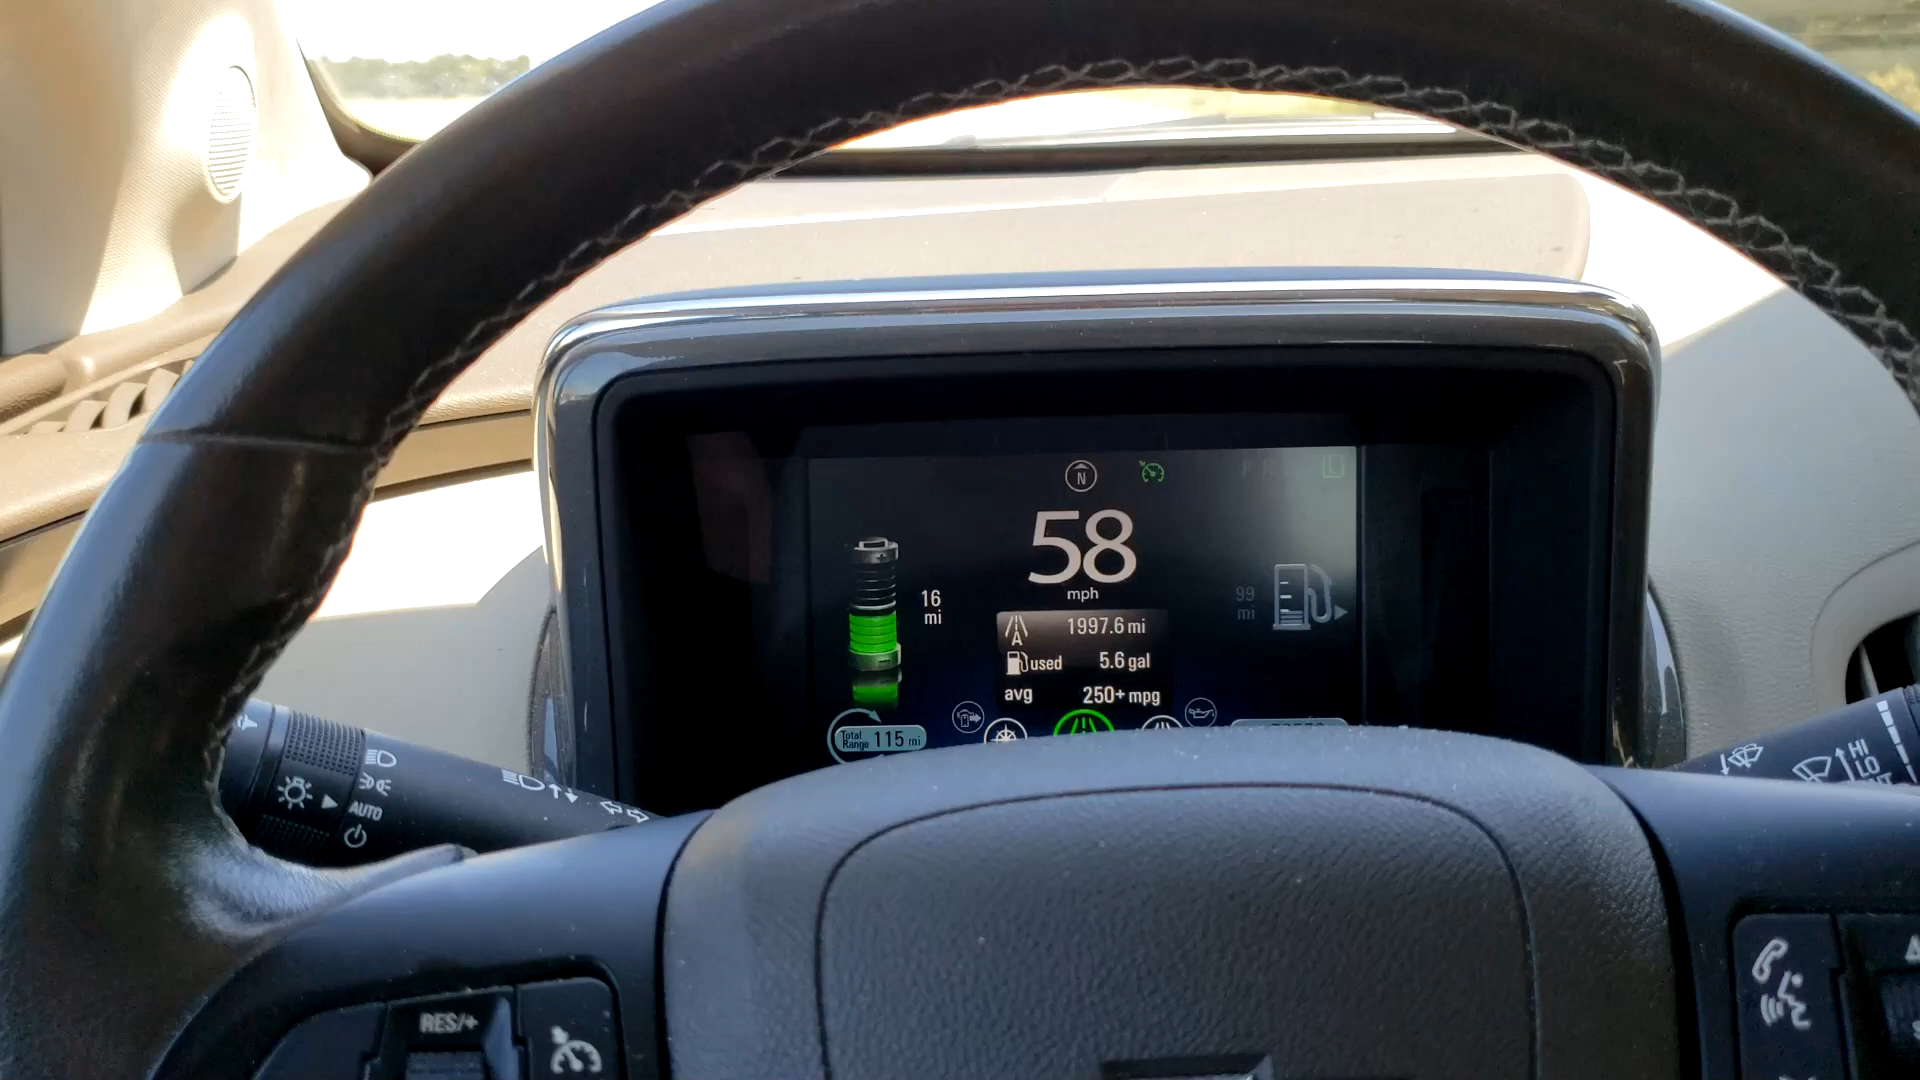 N
58
mph
16
mi
99
mi
1997.6 mi
used 5.6 gal
avg 250+ mpg
Total
Range 115 mi
AUTO
HI
LO
RES/+